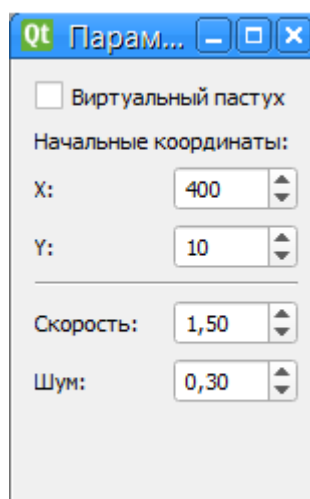 Qt Парам...
Виртуальный пастух
Начальные координаты:
X: 400
Y: 10
Скорость: 1,50
Шум: 0,30